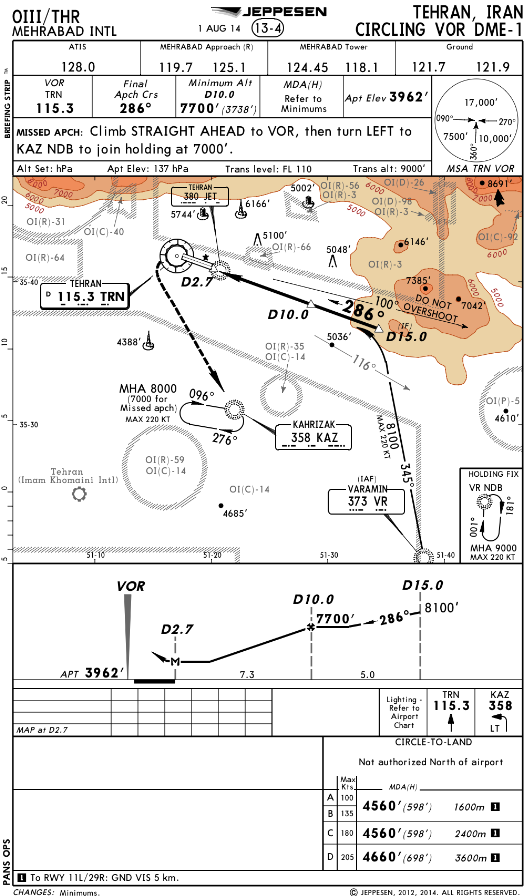 OIII/THR
MEHRABAD INTL
JEPPESEN
1 AUG 14
13-4
TEHRAN, IRAN
CIRCLING VOR DME-1
BRIEFING STRIP TM
ATIS
128.0
MEHRABAD Approach (R)
119.7 125.1
MEHRABAD Tower
124.45 118.1
Ground
121.7 121.9
VOR
TRN
115.3
Final
Apch Crs
286°
Minimum Alt
D10.0
7700' (3738')
MDA(H)
Refer to
Minimums
Apt Elev 3962'
MISSED APCH: Climb STRAIGHT AHEAD to VOR, then turn LEFT to
KAZ NDB to join holding at 7000'.
Alt Set: hPa
Apt Elev: 137 hPa
Trans level: FL 110
Trans alt: 9000'
17,000'
090°
270°
7500'
10,000'
360°
MSA TRN VOR
20
15
10
5
0
5
6000
5000
OI(R)-31
OI(C)-40
OI(R)-64
35-40
TEHRAN
380 JET
5744'
6166'
5002'
OI(R)-56
OI(R)-3
OI(D)-26
OI(D)-98
OI(R)-3
6000
8691'
OI(C)-92
6000
5000
5100'
OI(R)-66
5048'
6146'
OI(R)-3
D2.7
TEHRAN
D 115.3 TRN
7385'
DO NOT
OVERSHOOT
7042'
100°
286°
D10.0
(IF)
D15.0
4388'
5036'
116°
OI(R)-35
OI(C)-14
MHA 8000
(7000 for
Missed apch)
MAX 220 KT
096°
276°
KAHRIZAK
358 KAZ
35-30
8100
MAX 220 KT
345°
OI(P)-5
4610'
OI(R)-59
OI(C)-14
Tehran
(Imam Khomaini Intl)
OI(C)-14
4685'
(IAF)
VARAMIN
373 VR
HOLDING FIX
VR NDB
001°
181°
MHA 9000
MAX 220 KT
51-10
51-20
51-30
51-40
VOR
D2.7
D10.0
D15.0
7700'
286°
8100'
M
APT 3962'
7.3
5.0
MAP at D2.7
Lighting -
Refer to
Airport
Chart
TRN
115.3
KAZ
358
LT
CIRCLE-TO-LAND
Not authorized North of airport
Max
Kts
MDA(H)
A 100
B 135
4560' (598') 1600m 1
C 180 4560' (598') 2400m 1
D 205 4660' (698') 3600m 1
PANS OPS
1 To RWY 11L/29R: GND VIS 5 km.
CHANGES: Minimums.
© JEPPESEN, 2012, 2014. ALL RIGHTS RESERVED.